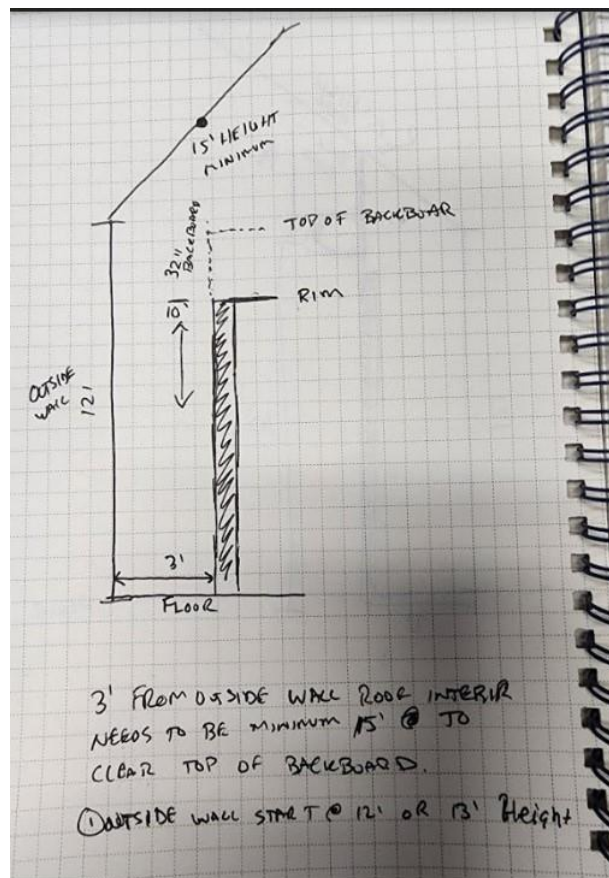 15' HEIGHT
MINIMUM
TOP OF BACKBOAR
32"
BACKBOARD
10'
RIM
OUTSIDE
WALL
12'
3'
FLOOR
3' FROM OUTSIDE WALL ROOF INTERIR
NEEDS TO BE MINIMUM 15' @ TO
CLEAR TOP OF BACKBOARD.
① OUTSIDE WALL START @ 12' OR 13' Height